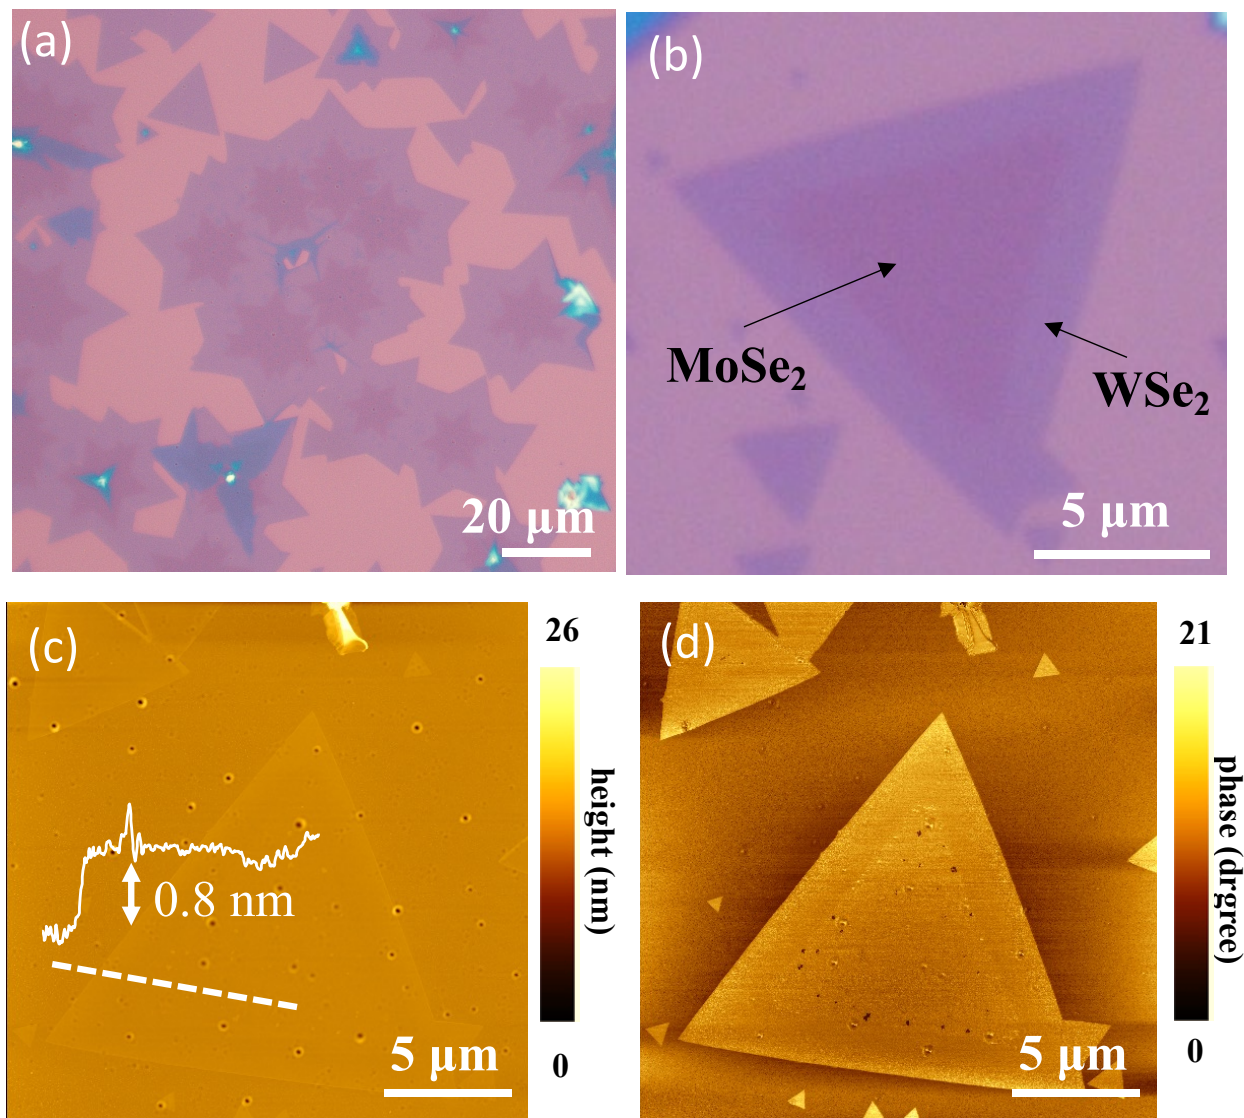 (a)
20 μm
(b)
MoSe₂
WSe₂
5 μm
(c)
0.8 nm
5 μm
26
height (nm)
0
(d)
5 μm
21
phase (drgree)
0